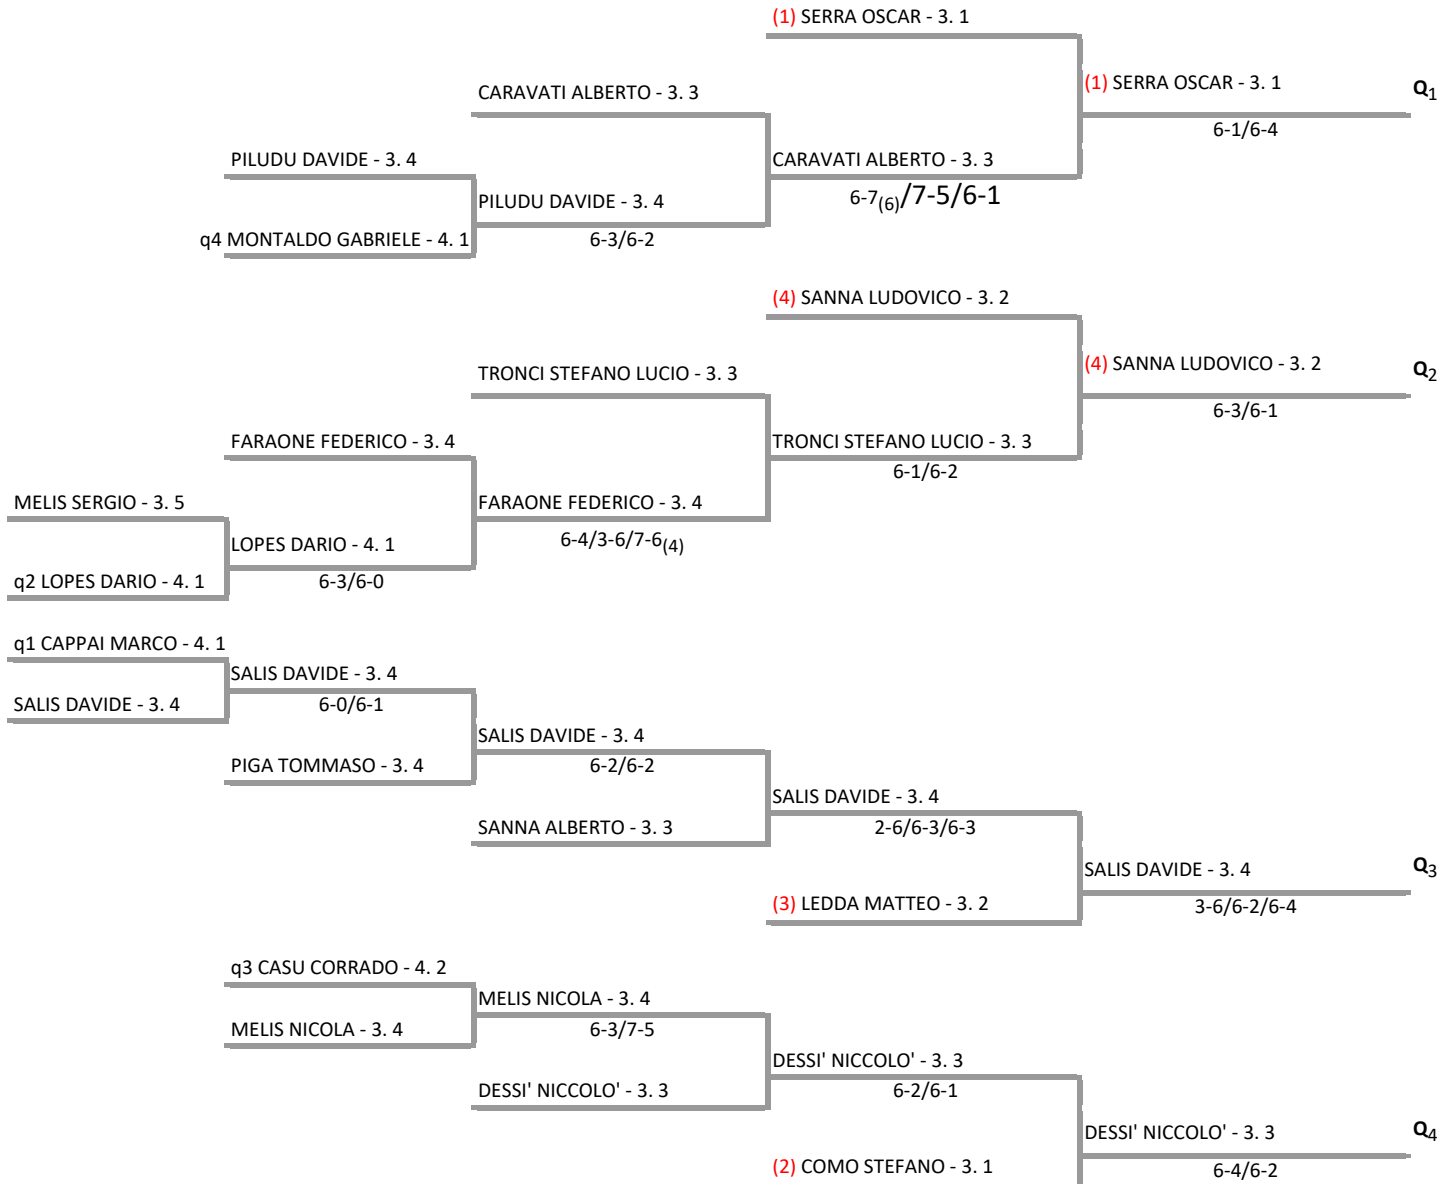 (1) SERRA OSCAR - 3. 1
(1) SERRA OSCAR - 3. 1
Q1
CARAVATI ALBERTO - 3. 3
6-1/6-4
PILUDU DAVIDE - 3. 4
CARAVATI ALBERTO - 3. 3
PILUDU DAVIDE - 3. 4
6-7(6)/7-5/6-1
q4 MONTALDO GABRIELE - 4. 1
6-3/6-2
(4) SANNA LUDOVICO - 3. 2
(4) SANNA LUDOVICO - 3. 2
Q2
TRONCI STEFANO LUCIO - 3. 3
6-3/6-1
FARAONE FEDERICO - 3. 4
TRONCI STEFANO LUCIO - 3. 3
6-1/6-2
MELIS SERGIO - 3. 5
FARAONE FEDERICO - 3. 4
LOPES DARIO - 4. 1
6-4/3-6/7-6(4)
q2 LOPES DARIO - 4. 1
6-3/6-0
q1 CAPPAI MARCO - 4. 1
SALIS DAVIDE - 3. 4
SALIS DAVIDE - 3. 4
6-0/6-1
SALIS DAVIDE - 3. 4
PIGA TOMMASO - 3. 4
6-2/6-2
SALIS DAVIDE - 3. 4
SANNA ALBERTO - 3. 3
2-6/6-3/6-3
SALIS DAVIDE - 3. 4
Q3
(3) LEDDA MATTEO - 3. 2
3-6/6-2/6-4
q3 CASU CORRADO - 4. 2
MELIS NICOLA - 3. 4
MELIS NICOLA - 3. 4
6-3/7-5
DESSI' NICCOLO' - 3. 3
DESSI' NICCOLO' - 3. 3
6-2/6-1
DESSI' NICCOLO' - 3. 3
Q4
(2) COMO STEFANO - 3. 1
6-4/6-2